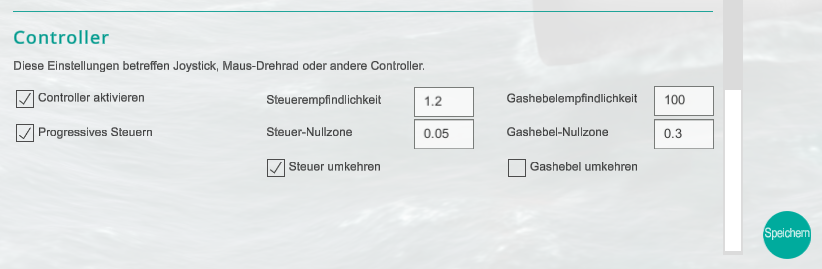 Controller
Diese Einstellungen betreffen Joystick, Maus-Drehrad oder andere Controller.
Controller aktivieren
Steuerempfindlichkeit 1.2
Gashebelempfindlichkeit 100
Progressives Steuern
Steuer-Nullzone 0.05
Gashebel-Nullzone 0.3
Steuer umkehren
Gashebel umkehren
Speichern